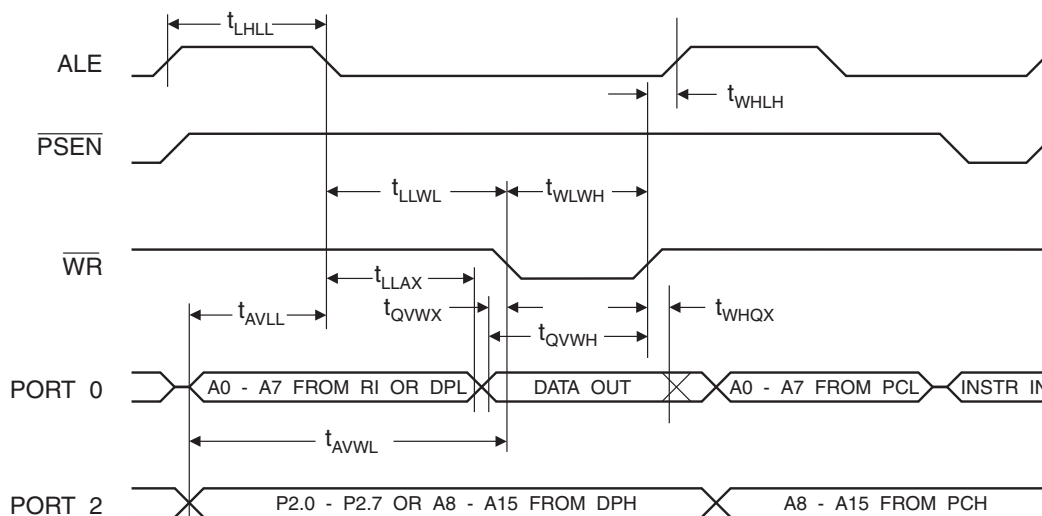 tLHLL
ALE
tWHLH
PSEN
tLLWL
tWLWH
WR
tLLAX
tQVWX
tWHQX
tAVLL
tQVWH
PORT 0
A0 - A7 FROM RI OR DPL
DATA OUT
A0 - A7 FROM PCL
INSTR IN
tAVWL
PORT 2
P2.0 - P2.7 OR A8 - A15 FROM DPH
A8 - A15 FROM PCH